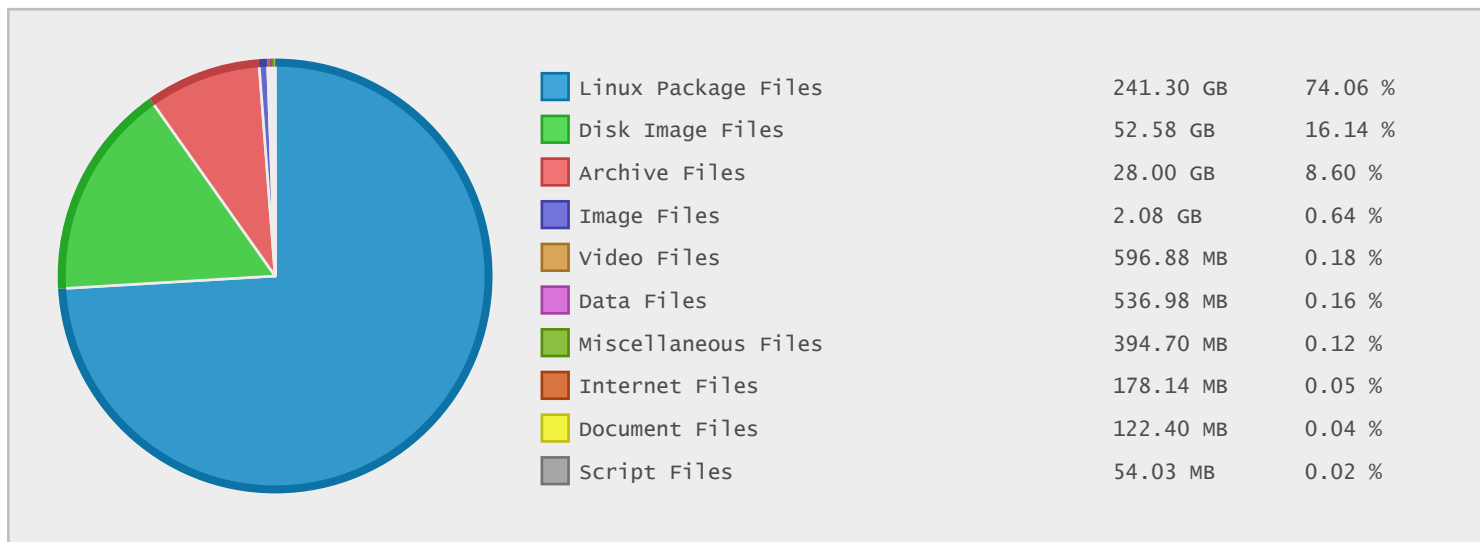 Linux Package Files 241.30 GB 74.06 %
Disk Image Files 52.58 GB 16.14 %
Archive Files 28.00 GB 8.60 %
Image Files 2.08 GB 0.64 %
Video Files 596.88 MB 0.18 %
Data Files 536.98 MB 0.16 %
Miscellaneous Files 394.70 MB 0.12 %
Internet Files 178.14 MB 0.05 %
Document Files 122.40 MB 0.04 %
Script Files 54.03 MB 0.02 %